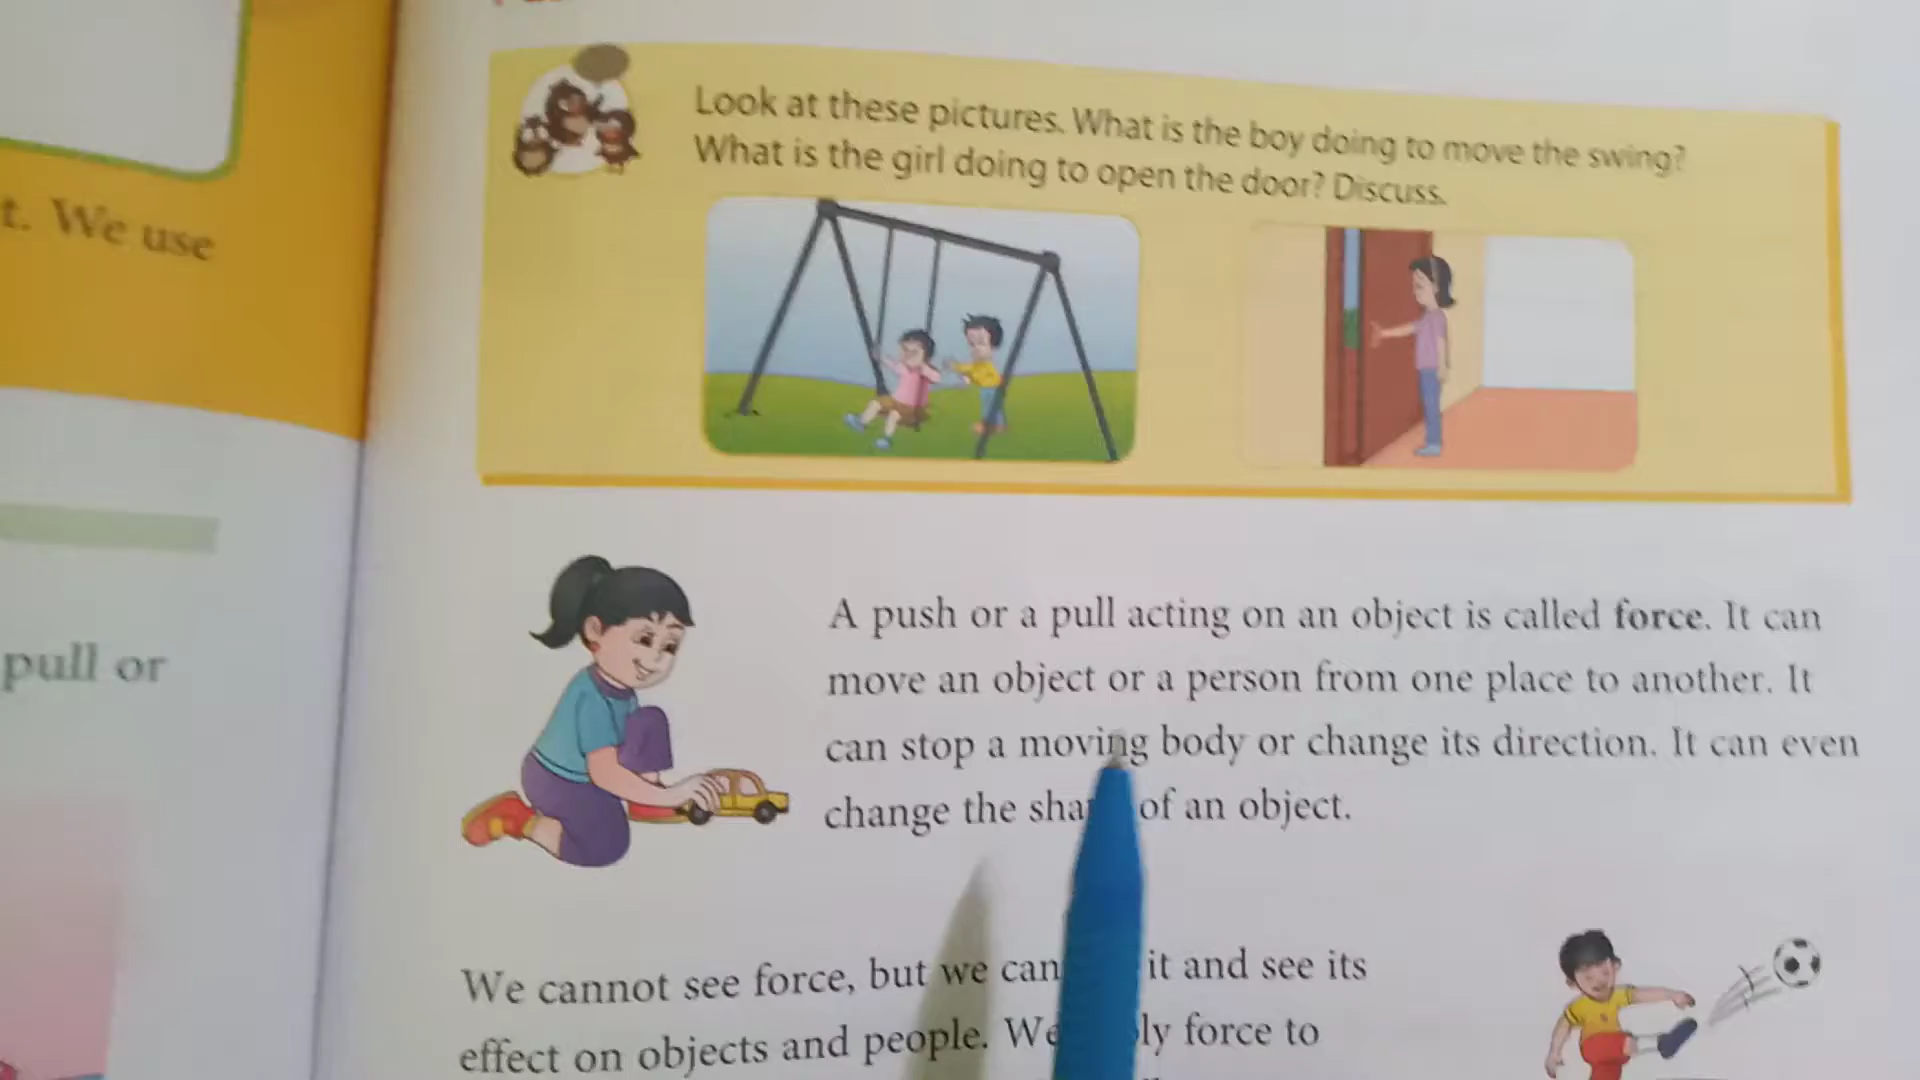 t. We use
pull or
Look at these pictures. What is the boy doing to move the swing?
What is the girl doing to open the door? Discuss.
A push or a pull acting on an object is called force. It can
move an object or a person from one place to another. It
can stop a moving body or change its direction. It can even
change the sha of an object.
We cannot see force, but we can it and see its
effect on objects and people. We ly force to